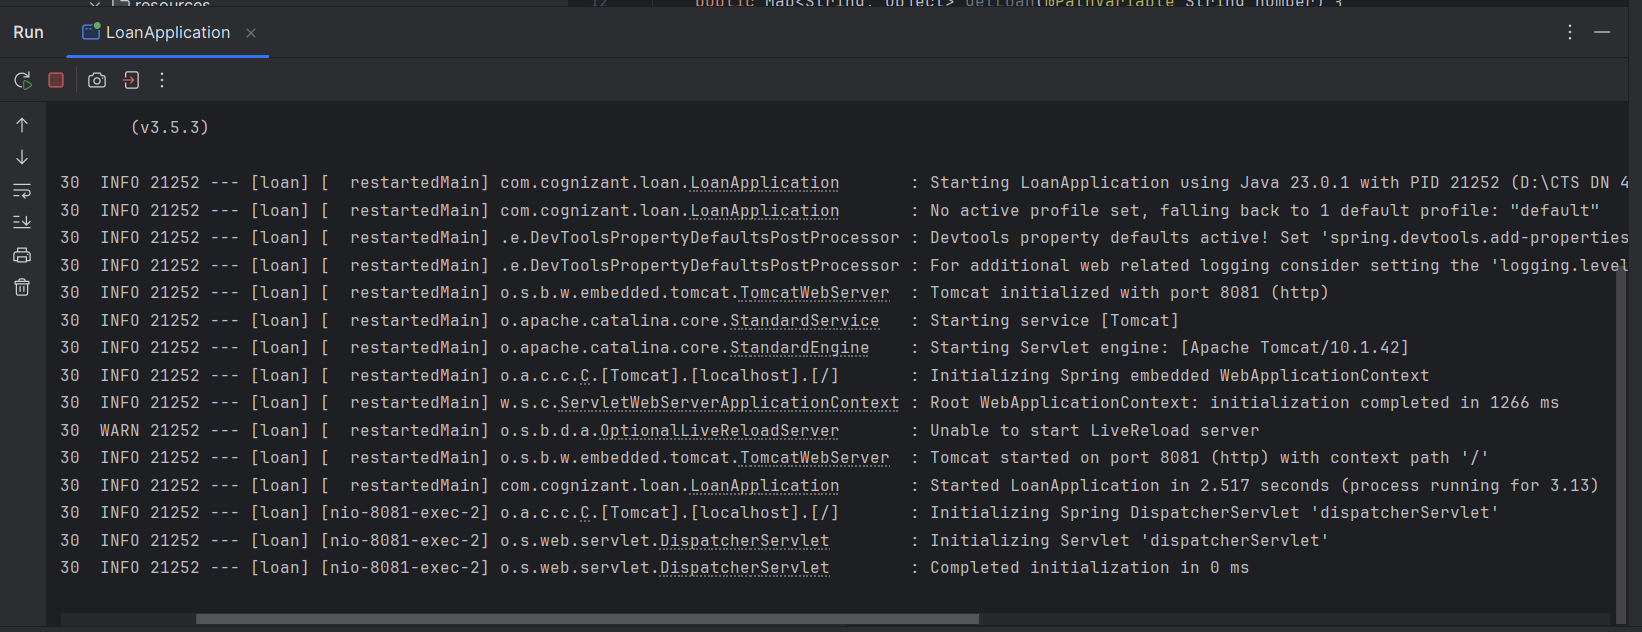 resources
12 public Map<String, Object> getLoan(@PathVariable String number) {
Run LoanApplication
(v3.5.3)
30 INFO 21252 --- [loan] [ restartedMain] com.cognizant.loan.LoanApplication : Starting LoanApplication using Java 23.0.1 with PID 21252 (D:\CTS DN 4
30 INFO 21252 --- [loan] [ restartedMain] com.cognizant.loan.LoanApplication : No active profile set, falling back to 1 default profile: "default"
30 INFO 21252 --- [loan] [ restartedMain] .e.DevToolsPropertyDefaultsPostProcessor : Devtools property defaults active! Set 'spring.devtools.add-properties
30 INFO 21252 --- [loan] [ restartedMain] .e.DevToolsPropertyDefaultsPostProcessor : For additional web related logging consider setting the 'logging.level
30 INFO 21252 --- [loan] [ restartedMain] o.s.b.w.embedded.tomcat.TomcatWebServer : Tomcat initialized with port 8081 (http)
30 INFO 21252 --- [loan] [ restartedMain] o.apache.catalina.core.StandardService : Starting service [Tomcat]
30 INFO 21252 --- [loan] [ restartedMain] o.apache.catalina.core.StandardEngine : Starting Servlet engine: [Apache Tomcat/10.1.42]
30 INFO 21252 --- [loan] [ restartedMain] o.a.c.c.C.[Tomcat].[localhost].[/] : Initializing Spring embedded WebApplicationContext
30 INFO 21252 --- [loan] [ restartedMain] w.s.c.ServletWebServerApplicationContext : Root WebApplicationContext: initialization completed in 1266 ms
30 WARN 21252 --- [loan] [ restartedMain] o.s.b.d.a.OptionalLiveReloadServer : Unable to start LiveReload server
30 INFO 21252 --- [loan] [ restartedMain] o.s.b.w.embedded.tomcat.TomcatWebServer : Tomcat started on port 8081 (http) with context path '/'
30 INFO 21252 --- [loan] [ restartedMain] com.cognizant.loan.LoanApplication : Started LoanApplication in 2.517 seconds (process running for 3.13)
30 INFO 21252 --- [loan] [nio-8081-exec-2] o.a.c.c.C.[Tomcat].[localhost].[/] : Initializing Spring DispatcherServlet 'dispatcherServlet'
30 INFO 21252 --- [loan] [nio-8081-exec-2] o.s.web.servlet.DispatcherServlet : Initializing Servlet 'dispatcherServlet'
30 INFO 21252 --- [loan] [nio-8081-exec-2] o.s.web.servlet.DispatcherServlet : Completed initialization in 0 ms